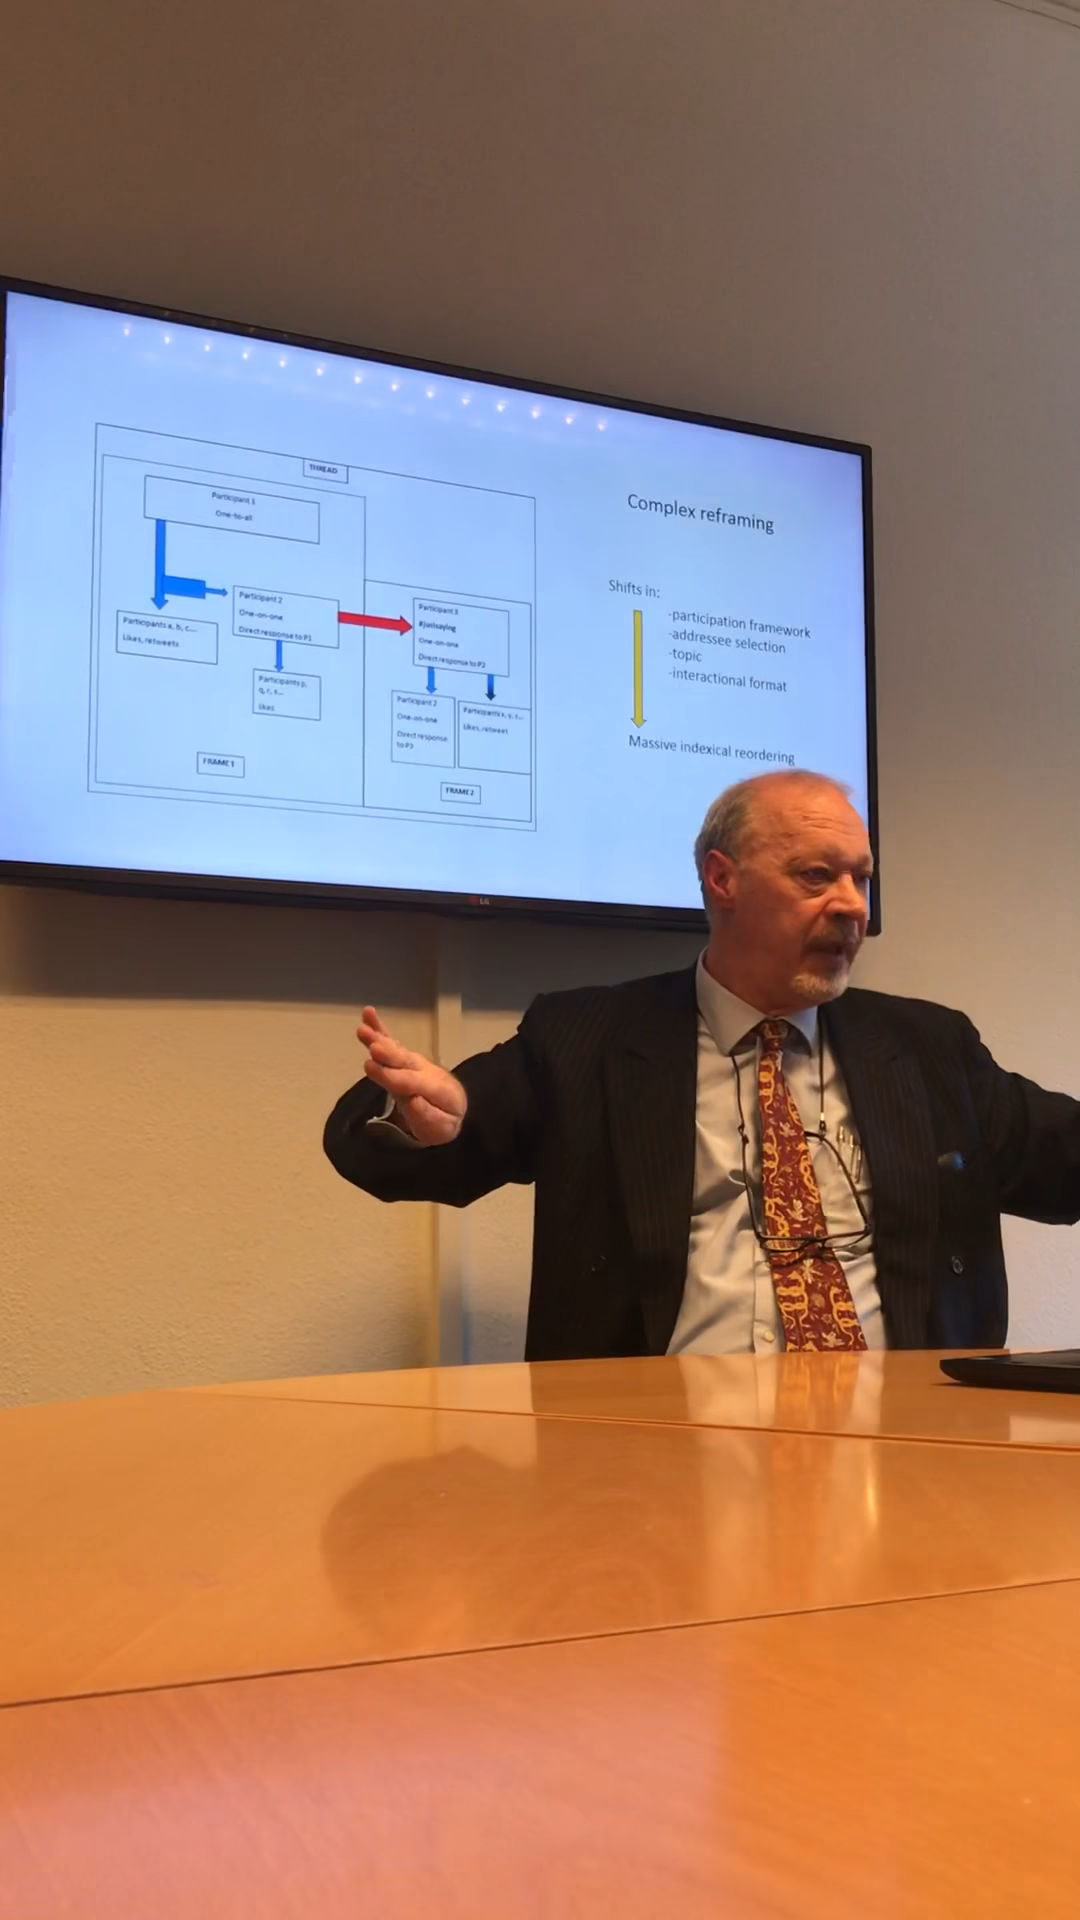 THREAD
Participant 1
One-to-all
Participant 2
One-on-one
Direct response to P1
Participants a, b, c...
Likes, retweets
Participants p,
q, r, s...
Likes
FRAME 1
Participant 3
#justsaying
One-on-one
Direct response to P2
Participant 2
One-on-one
Direct response
to P3
Participants x, y, z...
Likes, retweet
FRAME 2
Complex reframing
Shifts in:
-participation framework
-addressee selection
-topic
-interactional format
Massive indexical reordering
LG